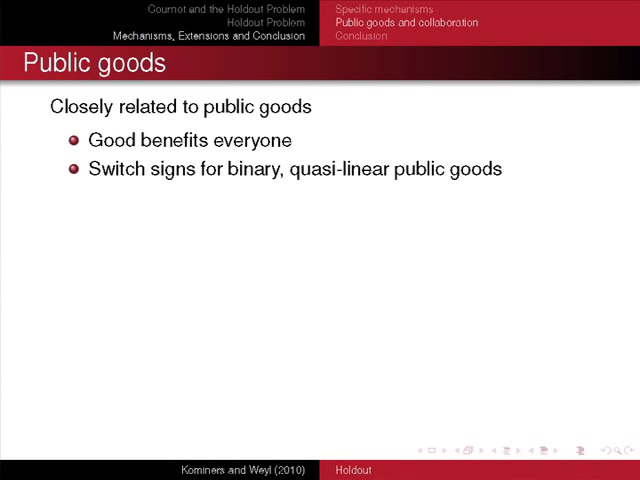 Cournot and the Holdout Problem
Holdout Problem
Mechanisms, Extensions and Conclusion
Specific mechanisms
Public goods and collaboration
Conclusion
Public goods
Closely related to public goods
Good benefits everyone
Switch signs for binary, quasi-linear public goods
Kominers and Weyl (2010)
Holdout